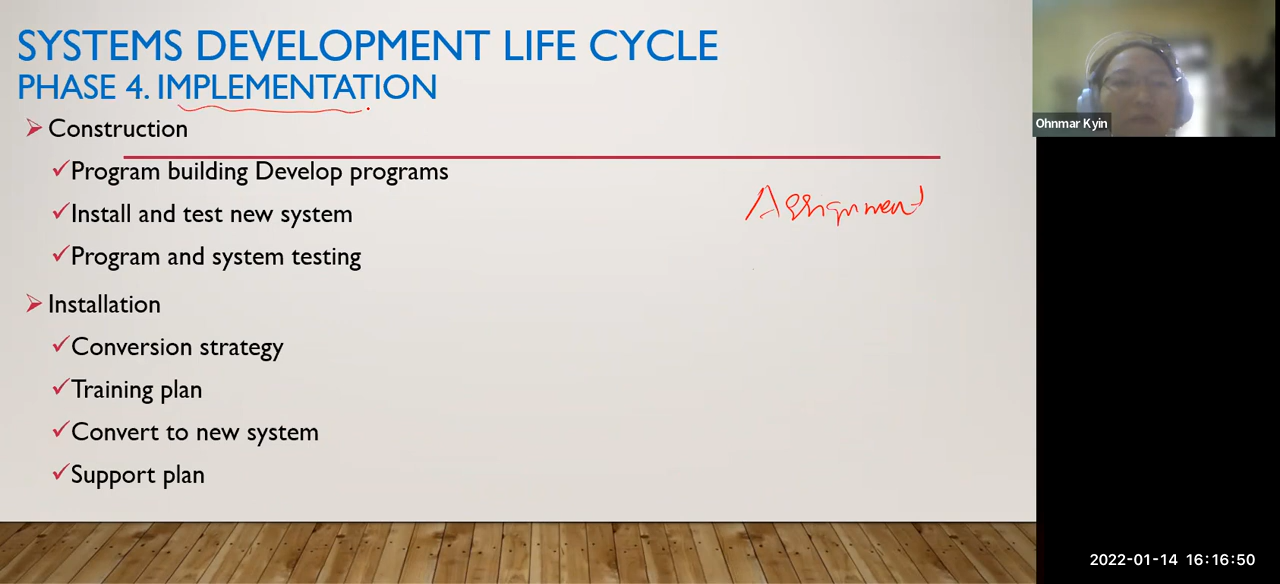 SYSTEMS DEVELOPMENT LIFE CYCLE
PHASE 4. IMPLEMENTATION
Construction
Program building Develop programs
Install and test new system
Program and system testing
Installation
Conversion strategy
Training plan
Convert to new system
Support plan
Assignment
Ohnmar Kyin
2022-01-14 16:16:50